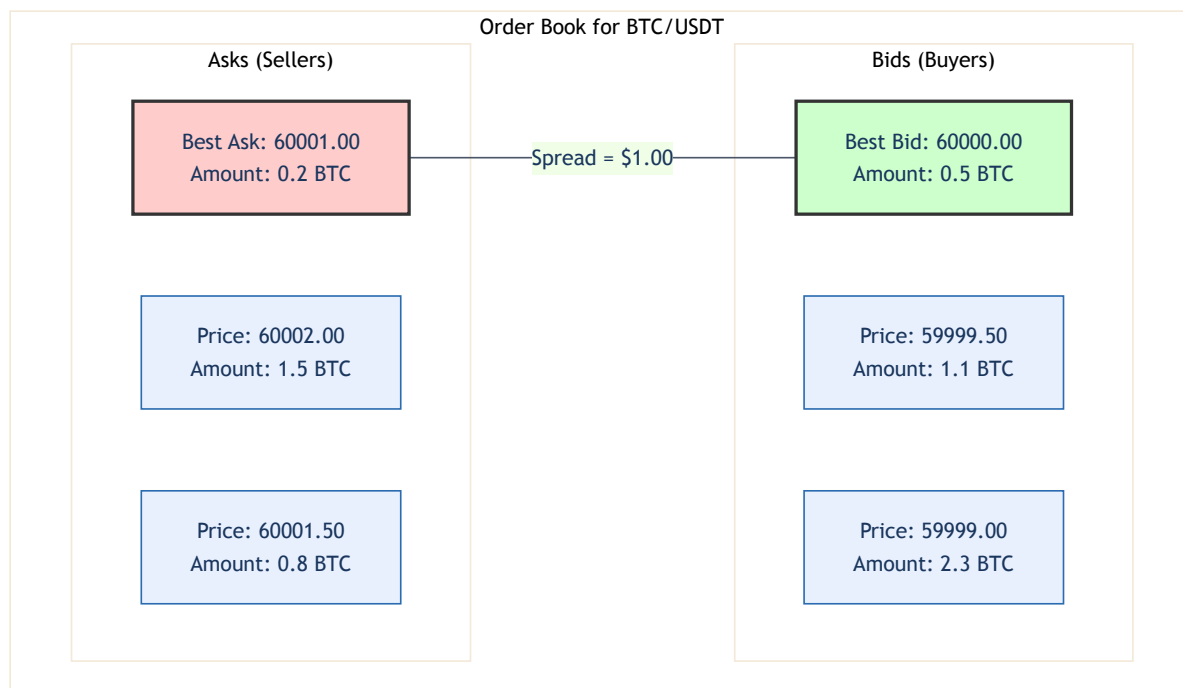 Order Book for BTC/USDT
Asks (Sellers)
Best Ask: 60001.00
Amount: 0.2 BTC
Price: 60002.00
Amount: 1.5 BTC
Price: 60001.50
Amount: 0.8 BTC
Spread = $1.00
Bids (Buyers)
Best Bid: 60000.00
Amount: 0.5 BTC
Price: 59999.50
Amount: 1.1 BTC
Price: 59999.00
Amount: 2.3 BTC